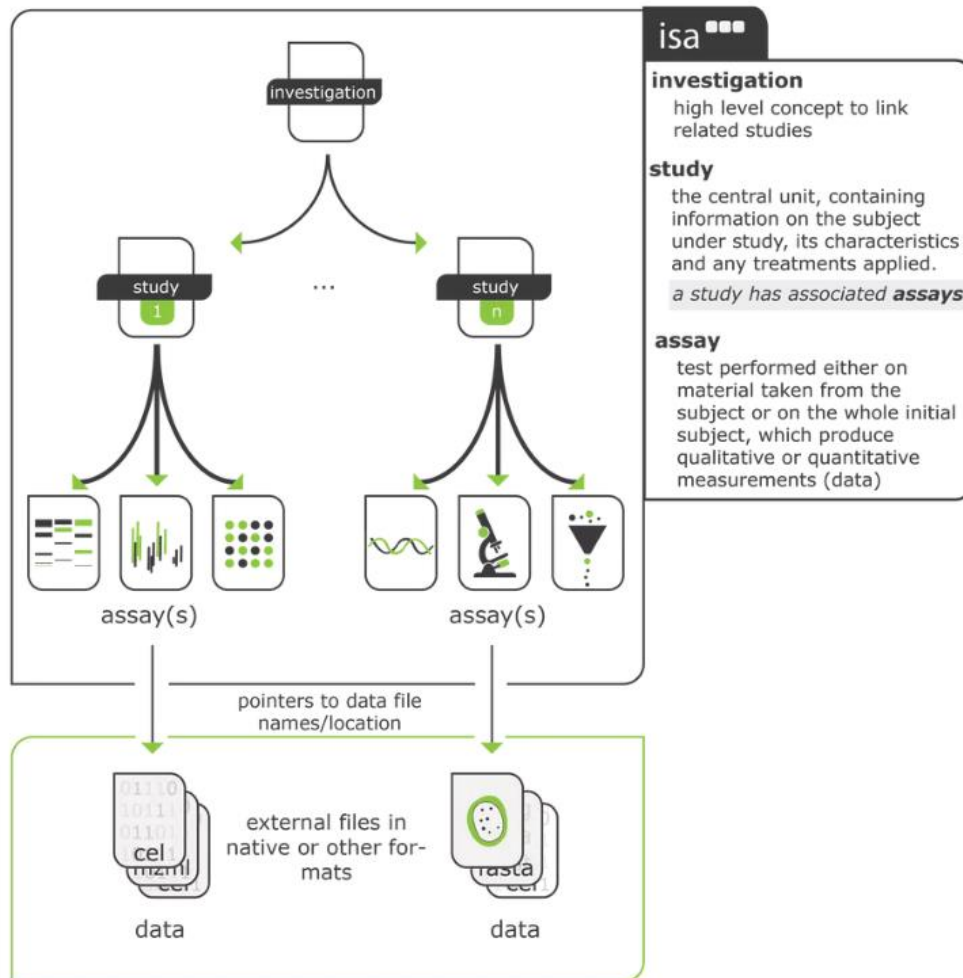 isa
investigation
high level concept to link
related studies
study
the central unit, containing
information on the subject
under study, its characteristics
and any treatments applied.
a study has associated assays
assay
test performed either on
material taken from the
subject or on the whole initial
subject, which produce
qualitative or quantitative
measurements (data)
investigation
study
1
...
study
n
assay(s)
assay(s)
pointers to data file
names/location
01110
cel
mzml
cel
external files in
native or other for-
mats
fasta
cel
data
data